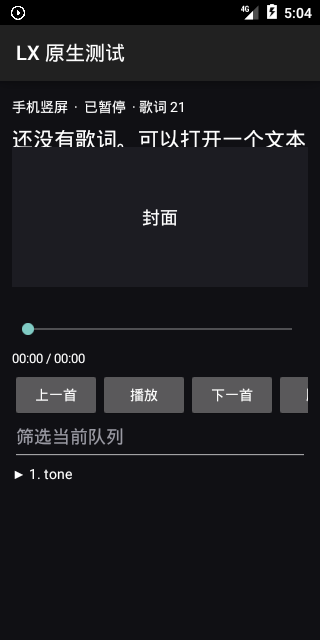 5:04
LX 原生测试
手机竖屏 · 已暂停 · 歌词 21
还没有歌词。可以打开一个文本
封面
00:00 / 00:00
上一首 播放 下一首
筛选当前队列
► 1. tone